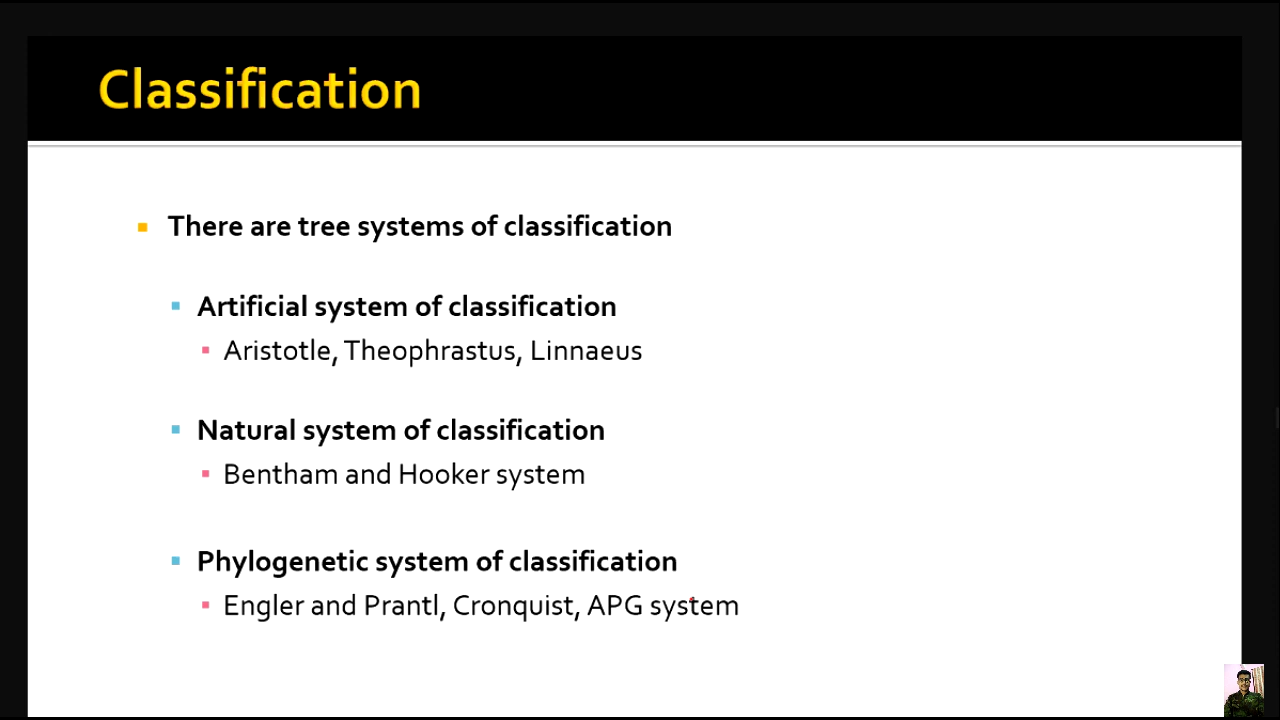 Classification
There are tree systems of classification
Artificial system of classification
Aristotle, Theophrastus, Linnaeus
Natural system of classification
Bentham and Hooker system
Phylogenetic system of classification
Engler and Prantl, Cronquist, APG system